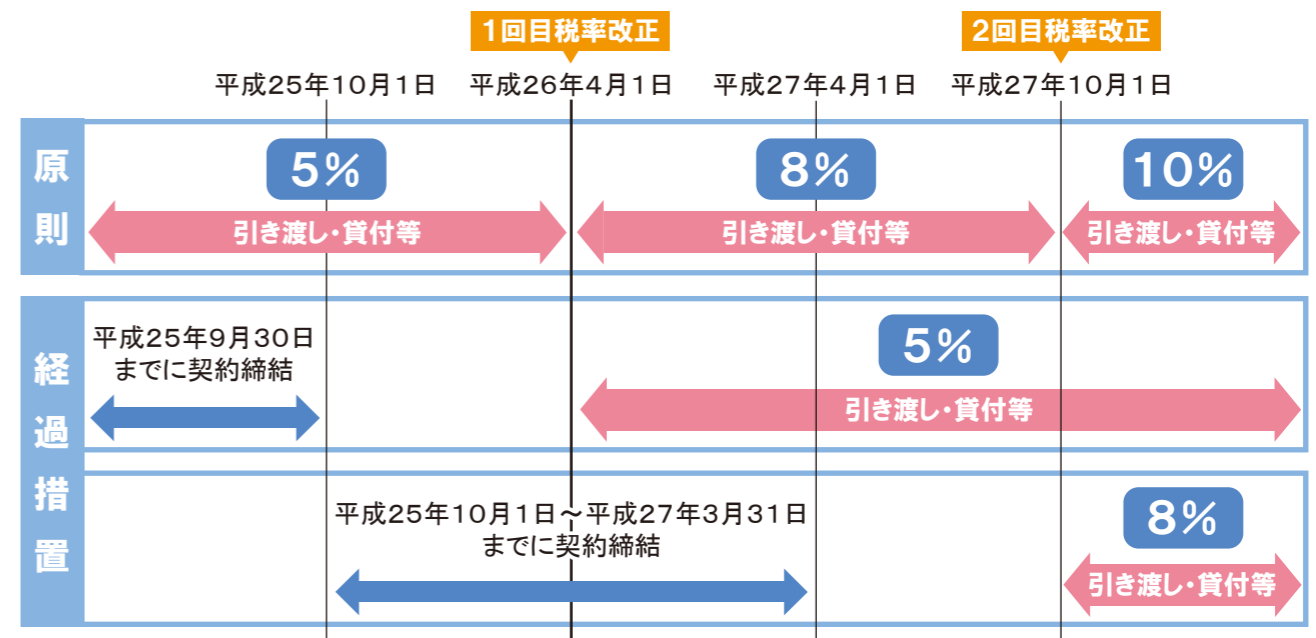 1回目税率改正
2回目税率改正
平成25年10月1日
平成26年4月1日
平成27年4月1日
平成27年10月1日
原則
5%
8%
10%
引き渡し・貸付等
引き渡し・貸付等
引き渡し・貸付等
経過措置
平成25年9月30日
までに契約締結
5%
引き渡し・貸付等
平成25年10月1日〜平成27年3月31日
までに契約締結
8%
引き渡し・貸付等